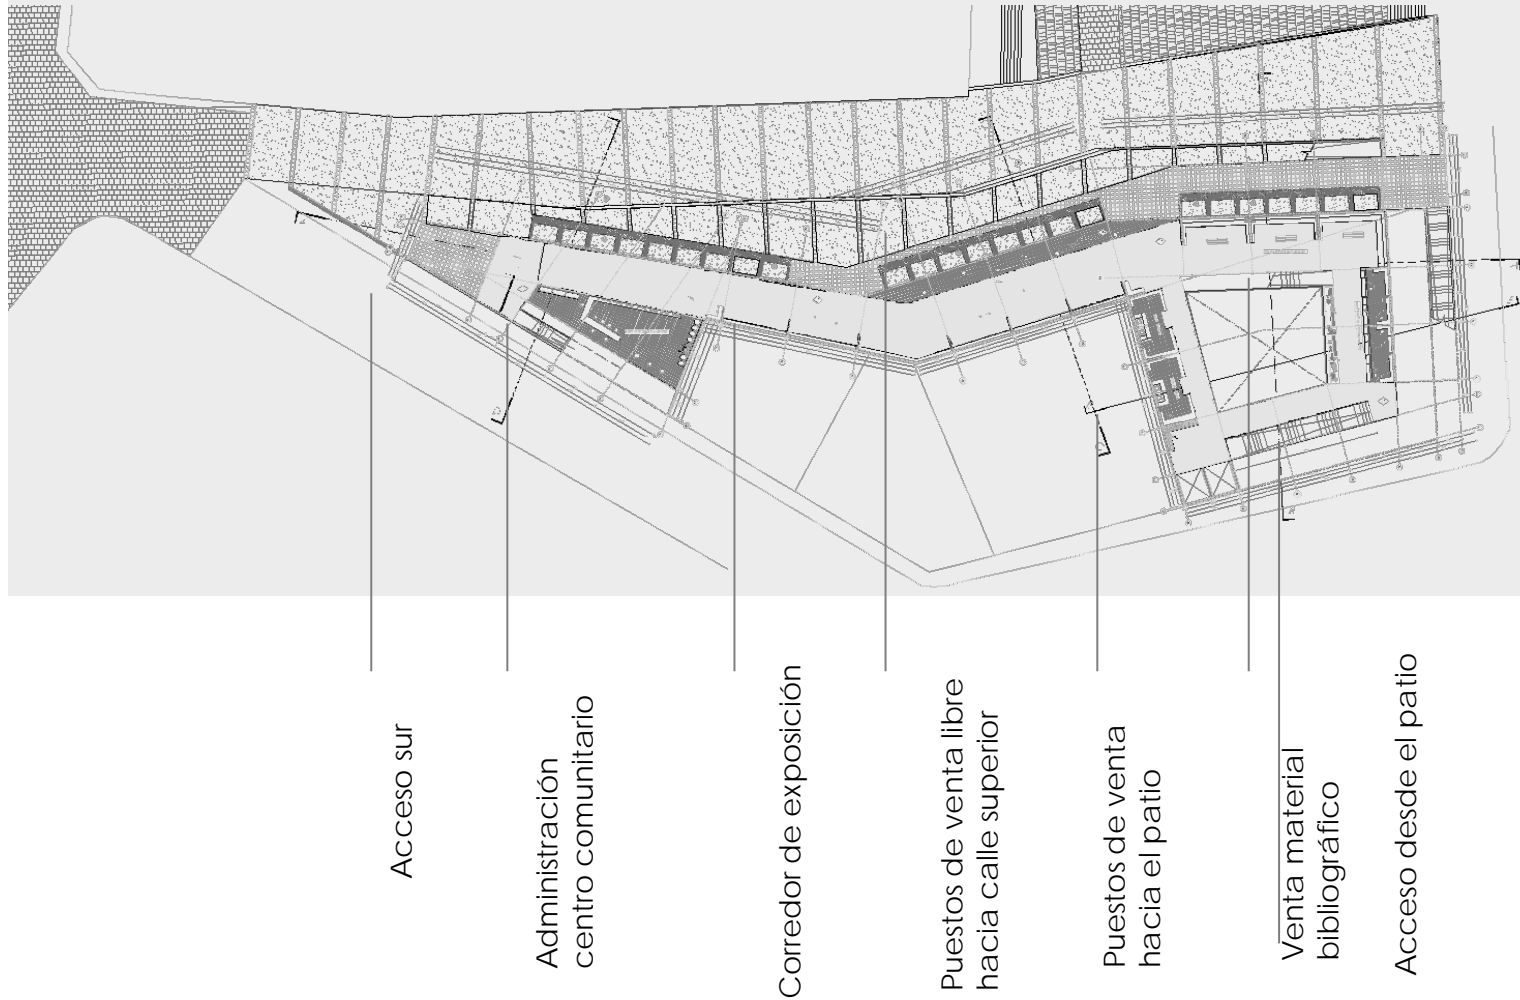 Acceso sur
Administración
centro comunitario
Corredor de exposición
Puestos de venta libre
hacia calle superior
Puestos de venta
hacia el patio
Venta material
bibliográfico
Acceso desde el patio